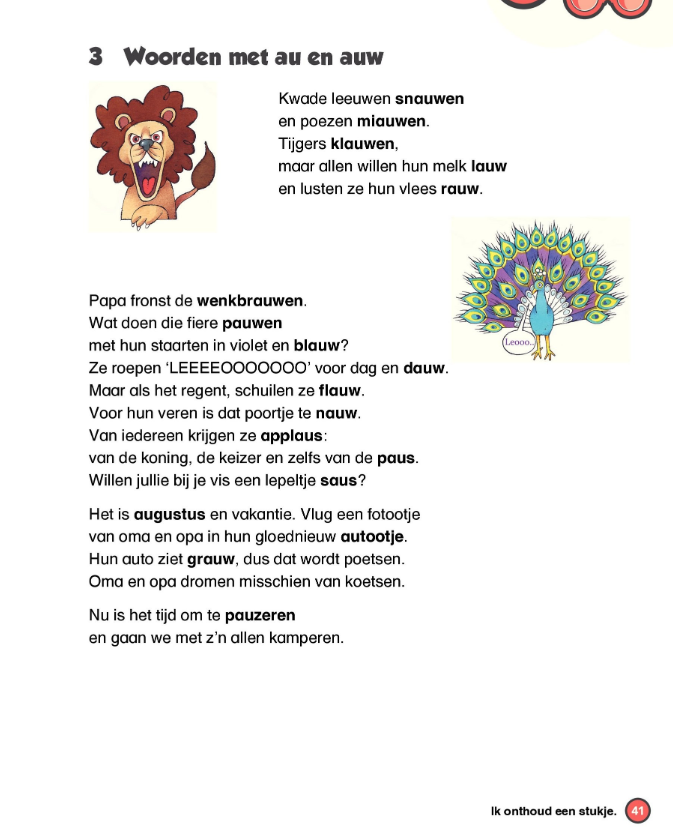 3 Woorden met au en auw
Kwade leeuwen snauwen
en poezen miauwen.
Tijgers klauwen,
maar allen willen hun melk lauw
en lusten ze hun vlees rauw.
Papa fronst de wenkbrauwen.
Wat doen die fiere pauwen
met hun staarten in violet en blauw?
Ze roepen ‘LEEEEOOOOOOO’ voor dag en dauw.
Maar als het regent, schuilen ze flauw.
Voor hun veren is dat poortje te nauw.
Van iedereen krijgen ze applaus:
van de koning, de keizer en zelfs van de paus.
Willen jullie bij je vis een lepeltje saus?
Leooo..
Het is augustus en vakantie. Vlug een fotootje
van oma en opa in hun gloednieuw autootje.
Hun auto ziet grauw, dus dat wordt poetsen.
Oma en opa dromen misschien van koetsen.
Nu is het tijd om te pauzeren
en gaan we met z’n allen kamperen.
Ik onthoud een stukje. 41